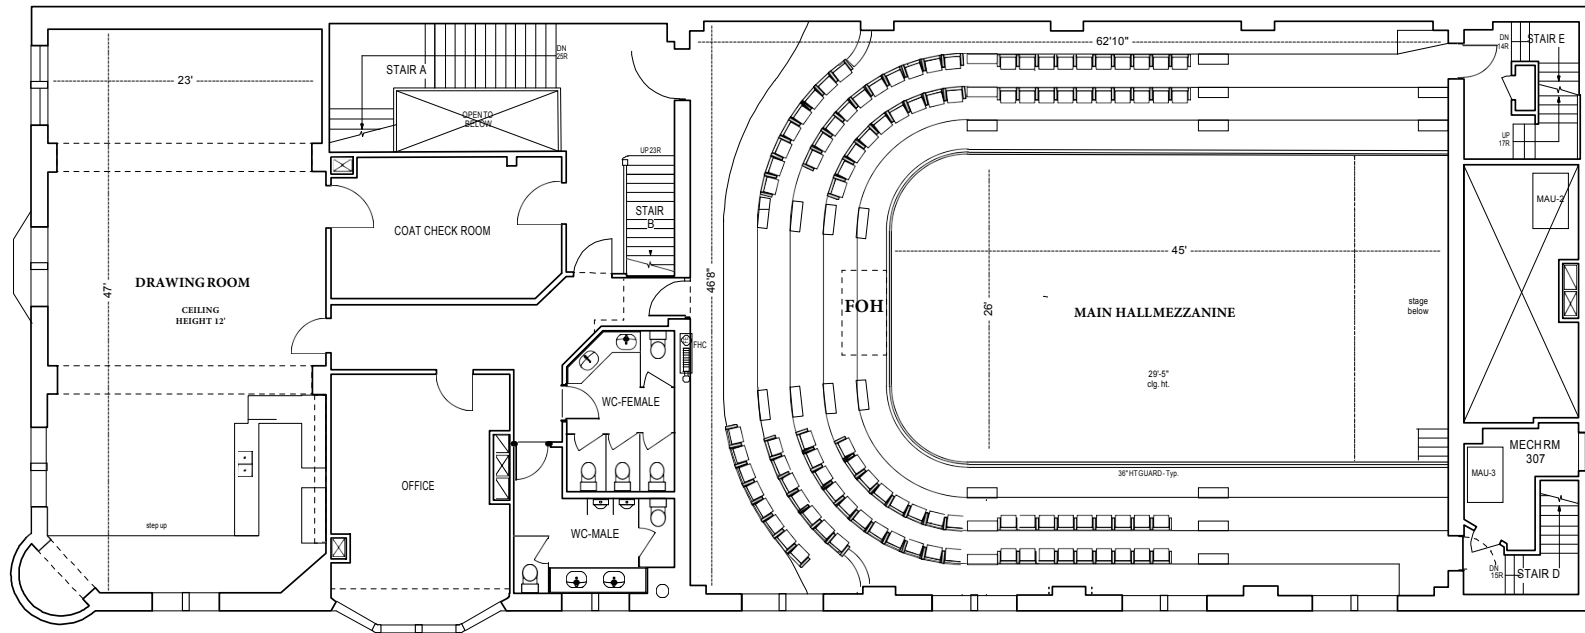 23'
47'
DRAWING ROOM
CEILING
HEIGHT 12'
step up
STAIR A
DN
25R
OPEN TO
BELOW
UP 23R
STAIR
B
COAT CHECK ROOM
OFFICE
WC-FEMALE
WC-MALE
FHC
46'8"
62'10"
FOH
45'
26'
MAIN HALL MEZZANINE
29'-5"
clg. ht.
stage
below
36" HT GUARD - Typ.
DN
14R
STAIR E
UP
17R
MAU-2
MECH RM
307
MAU-3
DN
15R
STAIR D